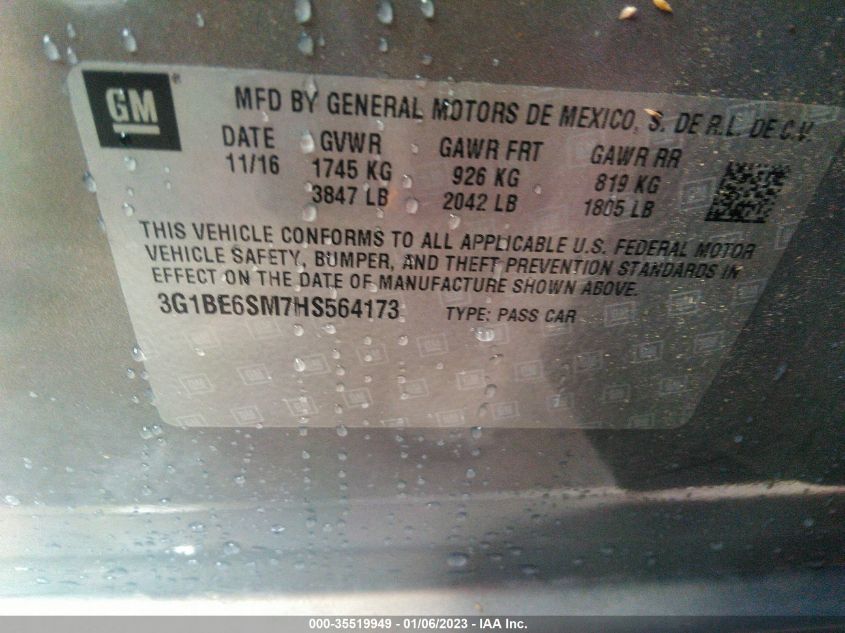 GM®
MFD BY GENERAL MOTORS DE MEXICO, S. DE R.L. DE C.V.
DATE GVWR GAWR FRT GAWR RR
11/16 1745 KG 926 KG 819 KG
3847 LB 2042 LB 1805 LB
THIS VEHICLE CONFORMS TO ALL APPLICABLE U.S. FEDERAL MOTOR
VEHICLE SAFETY, BUMPER, AND THEFT PREVENTION STANDARDS IN
EFFECT ON THE DATE OF MANUFACTURE SHOWN ABOVE.
3G1BE6SM7HS564173 TYPE: PASS CAR
000-35519949 - 01/06/2023 - IAA Inc.